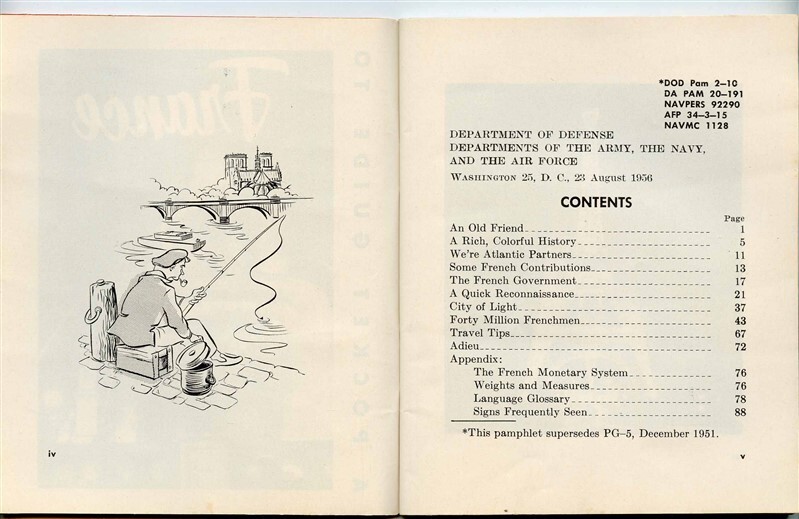 iv
*DOD Pam 2–10
DA PAM 20–191
NAVPERS 92290
AFP 34–3–15
NAVMC 1128
DEPARTMENT OF DEFENSE
DEPARTMENTS OF THE ARMY, THE NAVY,
AND THE AIR FORCE
WASHINGTON 25, D. C., 23 August 1956
CONTENTS
Page
An Old Friend 1
A Rich, Colorful History 5
We're Atlantic Partners 11
Some French Contributions 13
The French Government 17
A Quick Reconnaissance 21
City of Light 37
Forty Million Frenchmen 43
Travel Tips 67
Adieu 72
Appendix:
The French Monetary System 76
Weights and Measures 76
Language Glossary 78
Signs Frequently Seen 88
*This pamphlet supersedes PG–5, December 1951.
v
France
A POCKET GUIDE TO